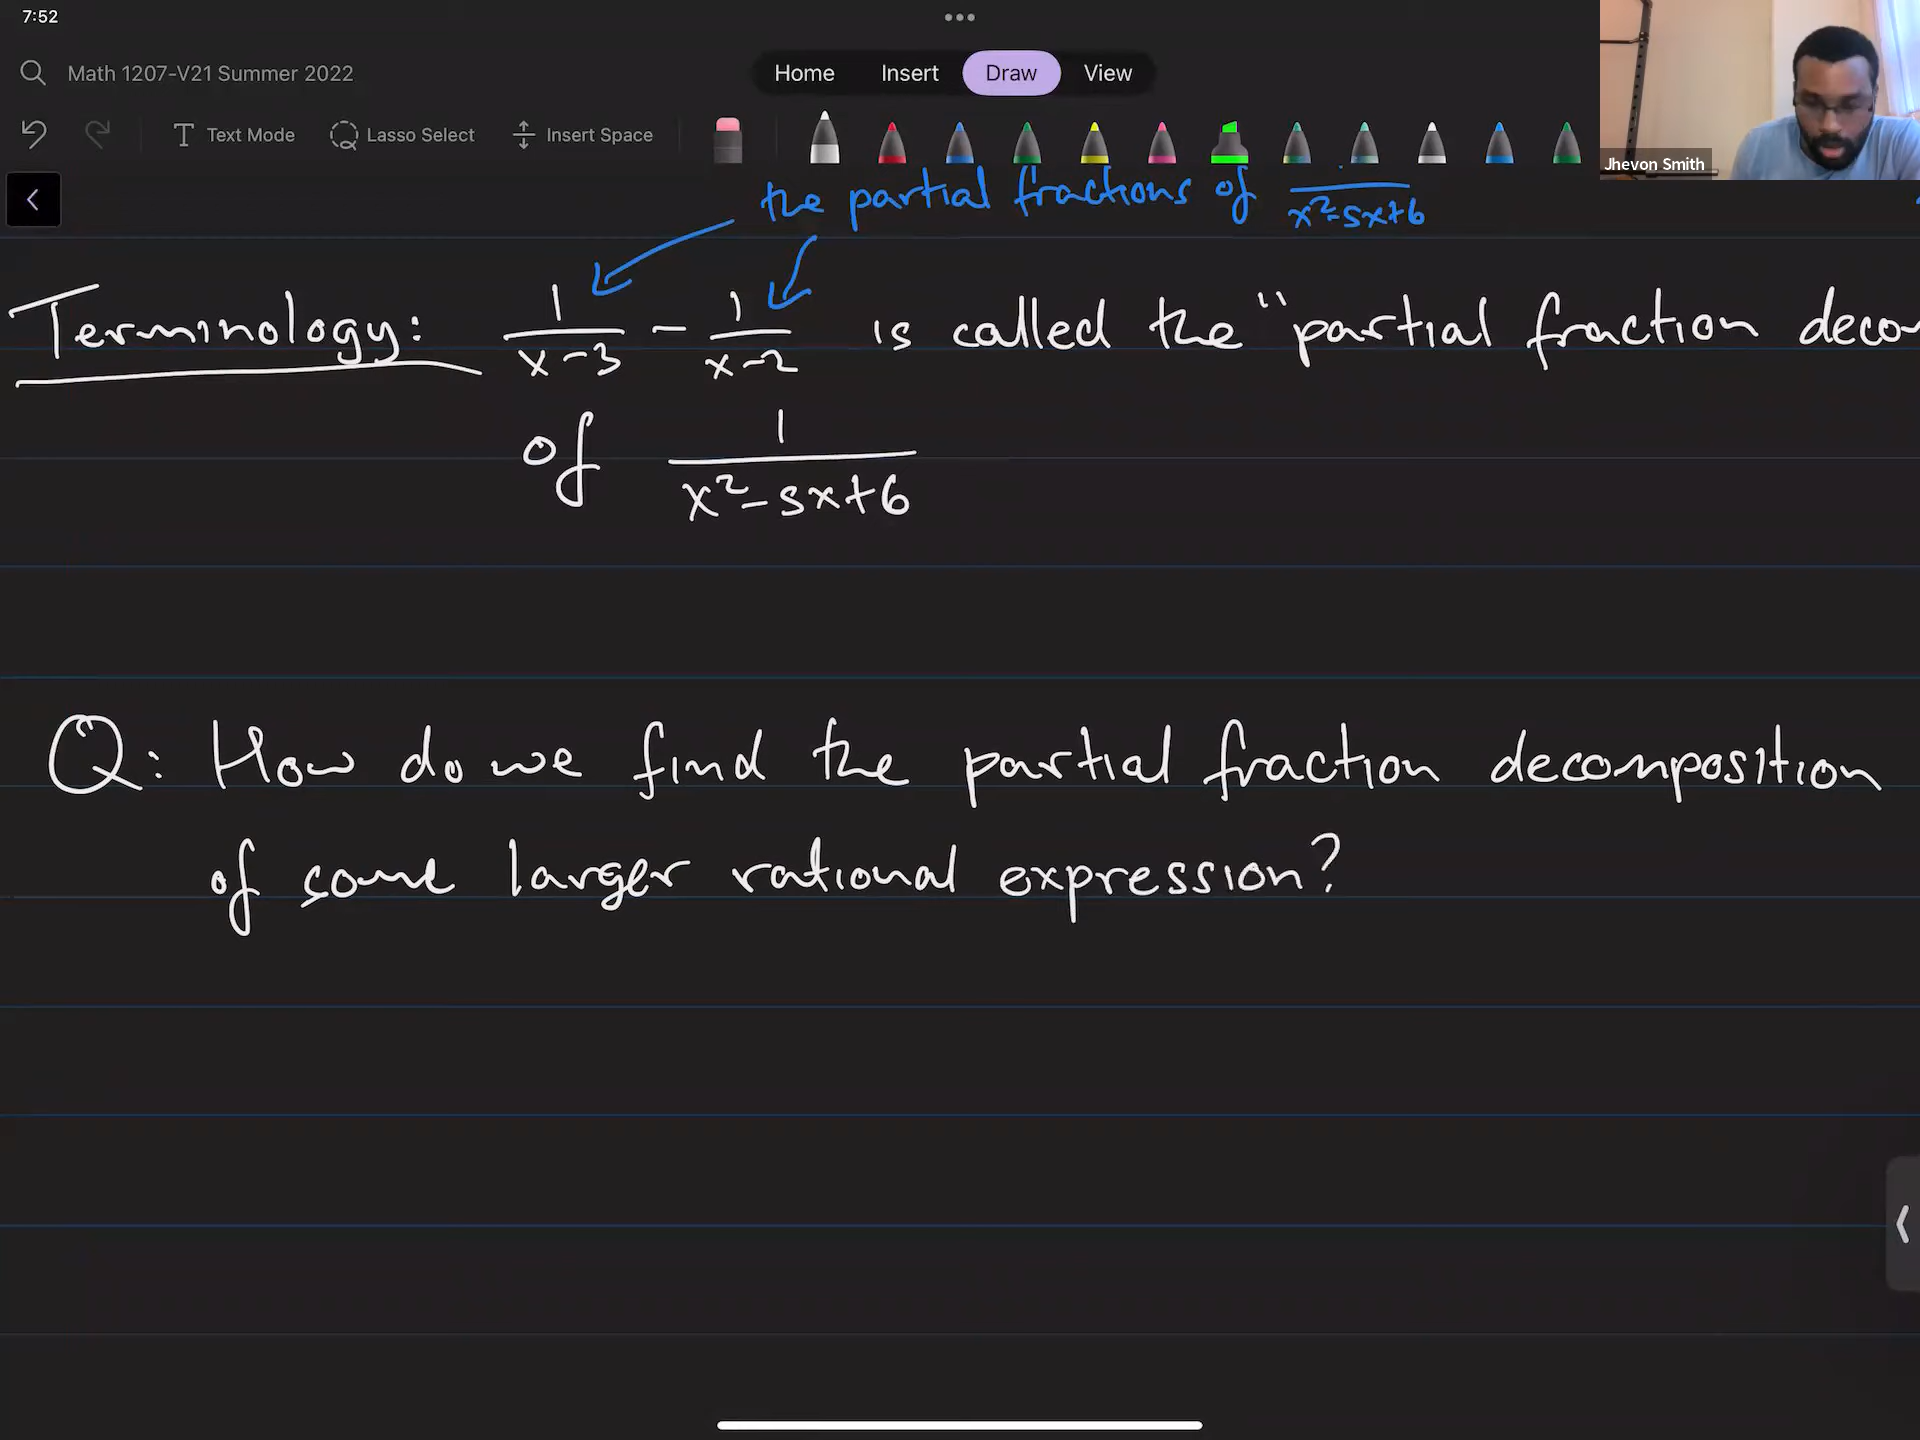 7:52
Math 1207-V21 Summer 2022
Home Insert Draw View
Text Mode Lasso Select Insert Space
Jhevon Smith
the partial fractions of ‾/(x²-5x+6)
Terminology: 1/(x-3) - 1/(x-2) is called the "partial fraction deco
of 1/(x²-5x+6)
Q: How do we find the partial fraction decomposition
of some larger rational expression?